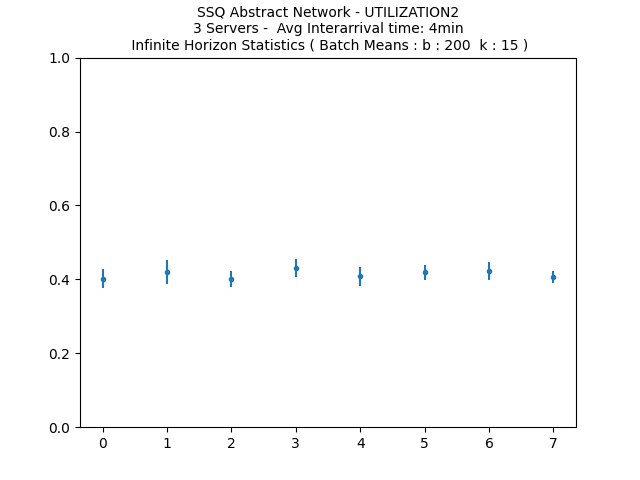 SSQ Abstract Network - UTILIZATION2
3 Servers -  Avg Interarrival time: 4min
Infinite Horizon Statistics ( Batch Means : b : 200  k : 15 )
1.0
0.8
0.6
0.4
0.2
0.0
0 1 2 3 4 5 6 7